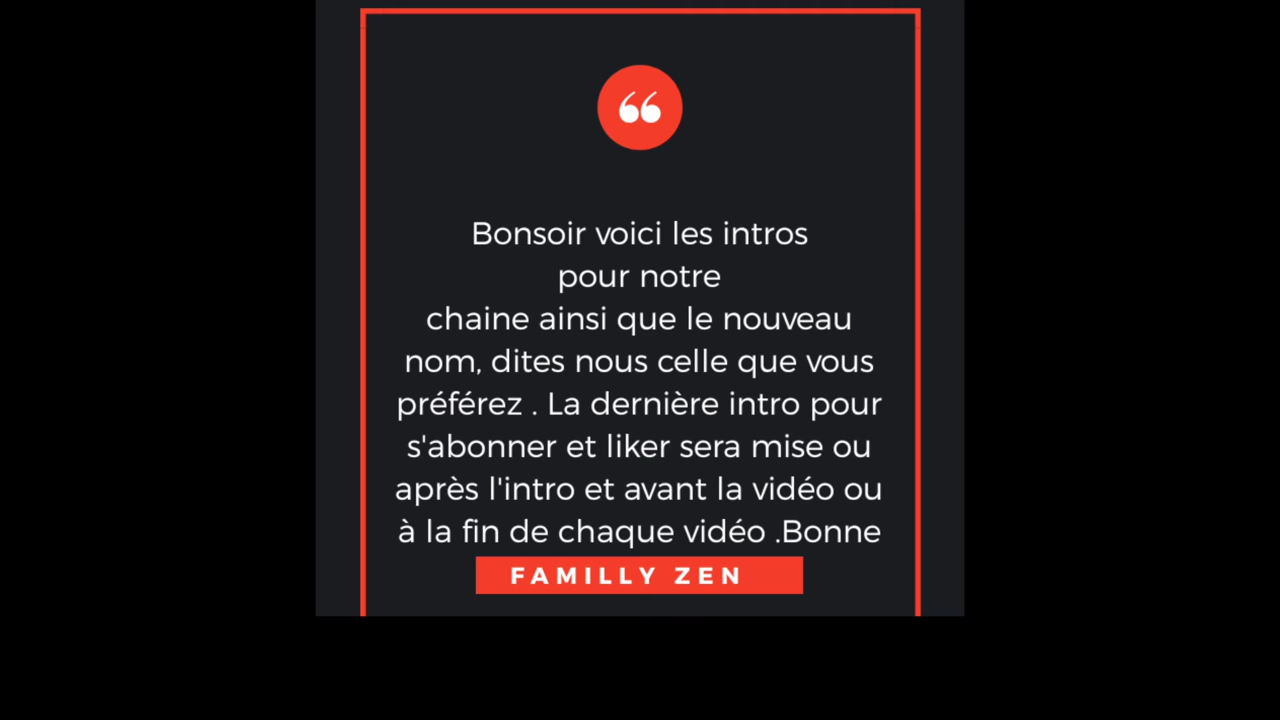 Bonsoir voici les intros
pour notre
chaine ainsi que le nouveau
nom, dites nous celle que vous
préférez . La dernière intro pour
s'abonner et liker sera mise ou
après l'intro et avant la vidéo ou
à la fin de chaque vidéo .Bonne
FAMILLY ZEN